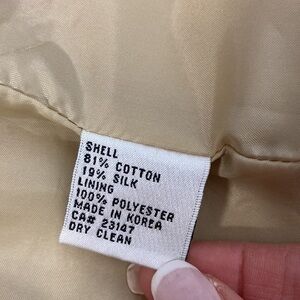 SHELL
81% COTTON
19% SILK
LINING
100% POLYESTER
MADE IN KOREA
CA# 23147
DRY CLEAN